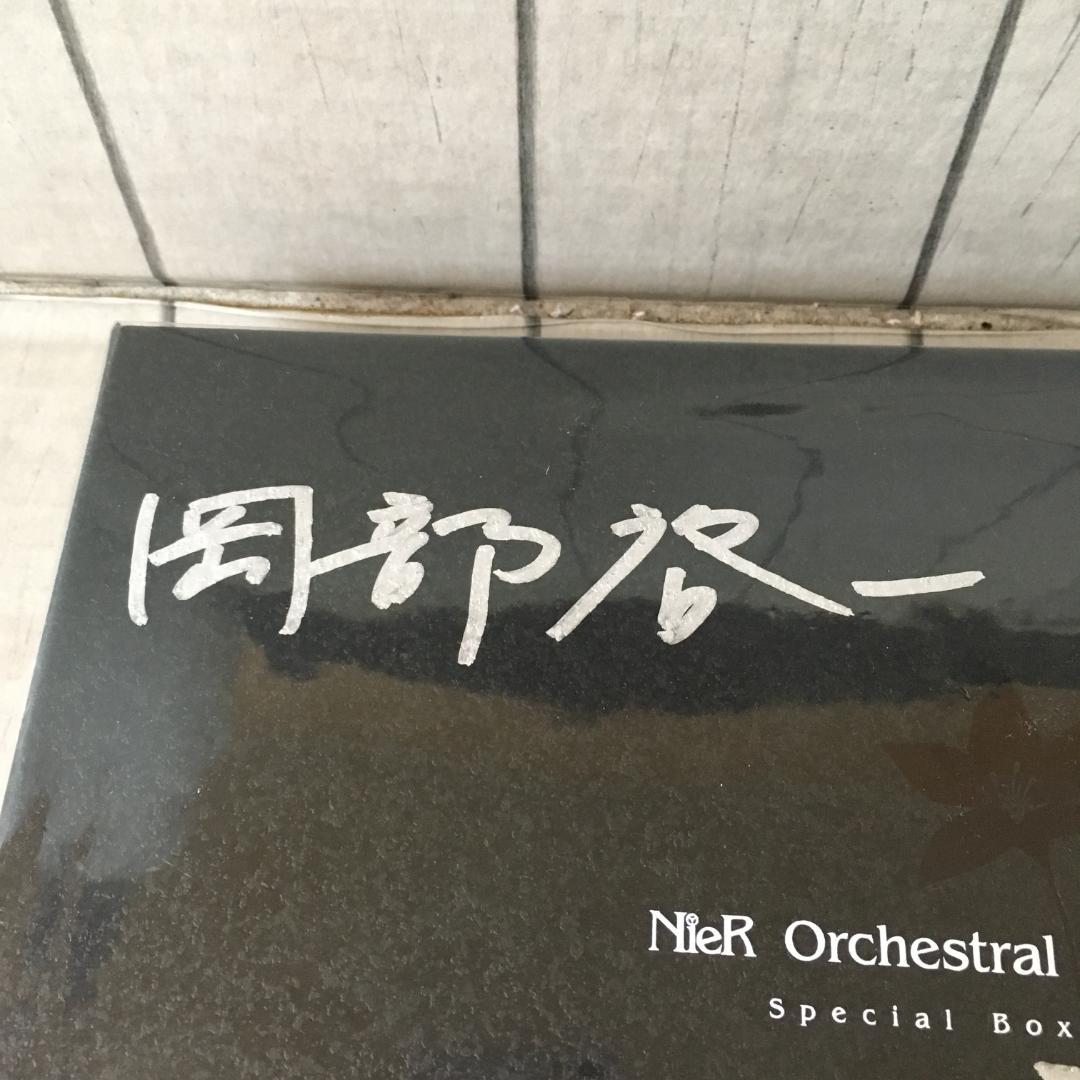 岡部啓一
NieR Orchestral
Special Box